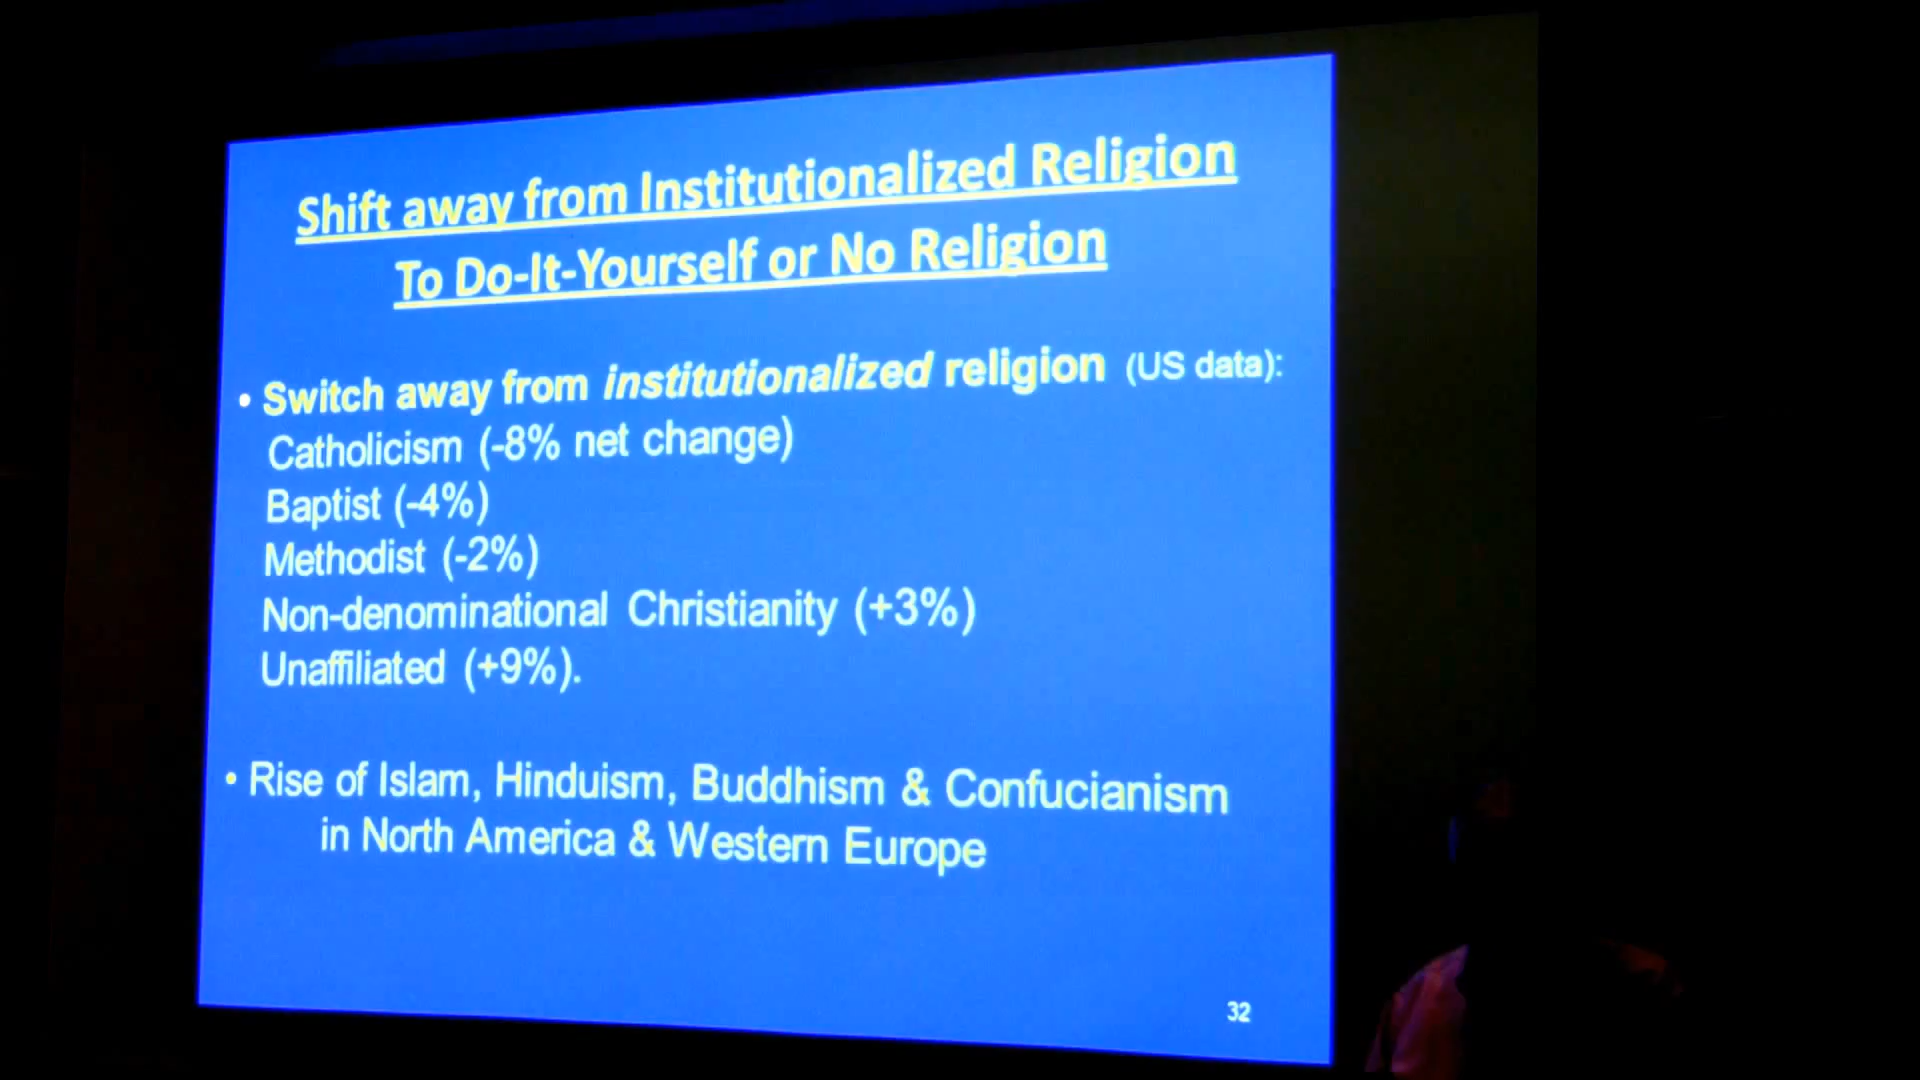 Shift away from Institutionalized Religion
To Do-It-Yourself or No Religion
• Switch away from institutionalized religion (US data):
Catholicism (-8% net change)
Baptist (-4%)
Methodist (-2%)
Non-denominational Christianity (+3%)
Unaffiliated (+9%).
• Rise of Islam, Hinduism, Buddhism & Confucianism
in North America & Western Europe
32